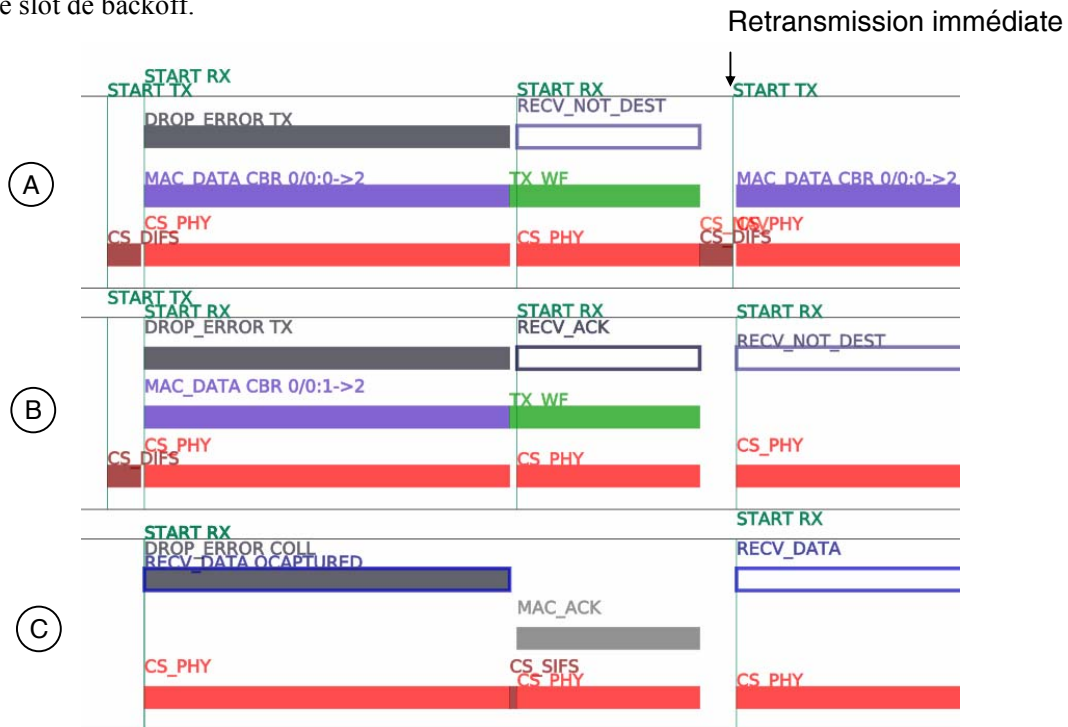 e slot de backoff.
Retransmission immédiate
START RX
START TX
START RX
START TX
RECV_NOT_DEST
DROP_ERROR TX
A
MAC_DATA CBR 0/0:0->2
TX_WF
MAC_DATA CBR 0/0:0->2
CS_PHY
CS_NAV
CS_PHY
CS_DIFS
CS_PHY
CS_DIFS
START TX
START RX
START RX
START RX
DROP_ERROR TX
RECV_ACK
RECV_NOT_DEST
B
MAC_DATA CBR 0/0:1->2
TX_WF
CS_PHY
CS_PHY
CS_DIFS
CS_PHY
START RX
START RX
DROP_ERROR COLL
RECV_DATA
RECV_DATA 0CAPTURED
MAC_ACK
C
CS_PHY
CS_SIFS
CS_PHY
CS_PHY